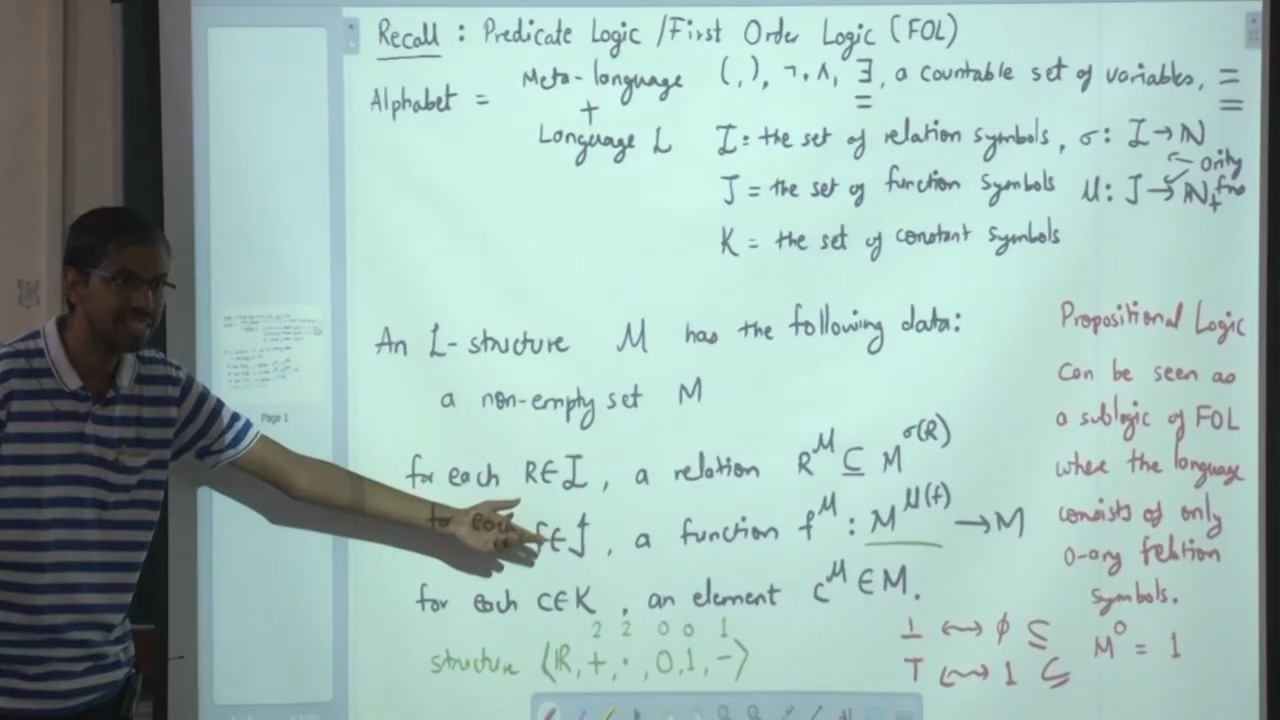 Recall : Predicate Logic / First Order Logic (FOL)
Alphabet = Meta-language (,), ¬, ∧, ∃, a countable set of variables, =
+
Language L I = the set of relation symbols, σ: I → ℕ
J = the set of function symbols μ: J → ℕ₊ arity fns
K = the set of constant symbols
An L-structure M has the following data:
a non-empty set M
for each R∈I, a relation R^M ⊆ M^σ(R)
for each f∈J, a function f^M : M^μ(f) → M
for each c∈K, an element c^M ∈ M.
2 2 0 0 1
structure ⟨ℝ, +, ·, 0, 1, −⟩
Propositional Logic
can be seen as
a sublogic of FOL
where the language
consists of only
0-ary relation
symbols.
⊥ ↔ ∅ ⊆ M^0 = 1
⊤ ↔ 1 ⊆
Page 1